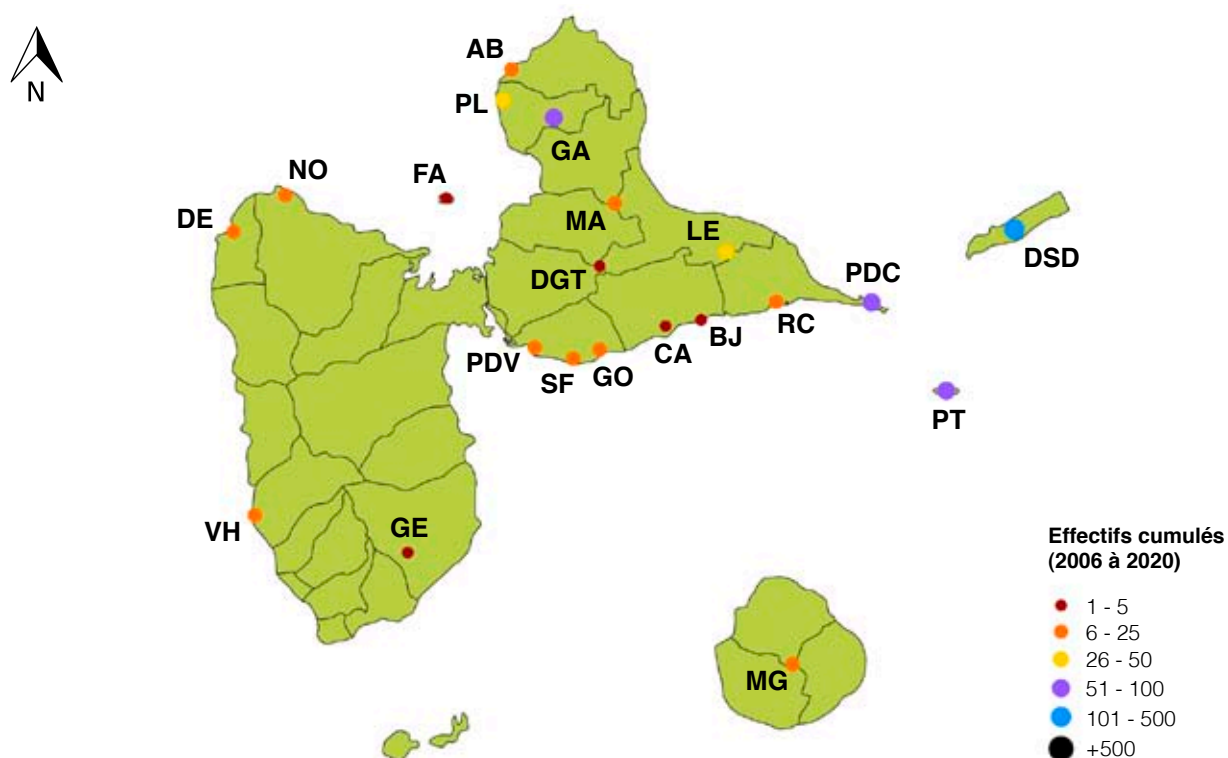 N
AB
PL
GA
NO
FA
DE
MA
LE
DSD
DGT
PDC
RC
BJ
CA
PDV
SF
GO
PT
VH
GE
MG
Effectifs cumulés
(2006 à 2020)
1 - 5
6 - 25
26 - 50
51 - 100
101 - 500
+500